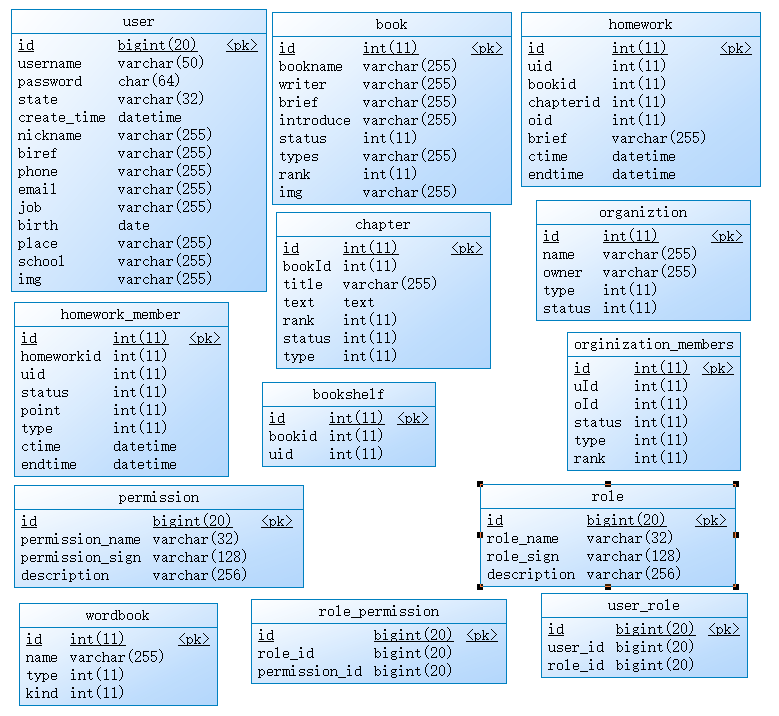 user
id bigint(20) <pk>
username varchar(50)
password char(64)
state varchar(32)
create_time datetime
nickname varchar(255)
biref varchar(255)
phone varchar(255)
email varchar(255)
job varchar(255)
birth date
place varchar(255)
school varchar(255)
img varchar(255)
book
id int(11) <pk>
bookname varchar(255)
writer varchar(255)
brief varchar(255)
introduce varchar(255)
status int(11)
types varchar(255)
rank int(11)
img varchar(255)
homework
id int(11) <pk>
uid int(11)
bookid int(11)
chapterid int(11)
oid int(11)
brief varchar(255)
ctime datetime
endtime datetime
chapter
id int(11) <pk>
bookId int(11)
title varchar(255)
text text
rank int(11)
status int(11)
type int(11)
organiztion
id int(11) <pk>
name varchar(255)
owner varchar(255)
type int(11)
status int(11)
homework_member
id int(11) <pk>
homeworkid int(11)
uid int(11)
status int(11)
point int(11)
type int(11)
ctime datetime
endtime datetime
bookshelf
id int(11) <pk>
bookid int(11)
uid int(11)
orginization_members
id int(11) <pk>
uId int(11)
oId int(11)
status int(11)
type int(11)
rank int(11)
permission
id bigint(20) <pk>
permission_name varchar(32)
permission_sign varchar(128)
description varchar(256)
role
id bigint(20) <pk>
role_name varchar(32)
role_sign varchar(128)
description varchar(256)
wordbook
id int(11) <pk>
name varchar(255)
type int(11)
kind int(11)
role_permission
id bigint(20) <pk>
role_id bigint(20)
permission_id bigint(20)
user_role
id bigint(20) <pk>
user_id bigint(20)
role_id bigint(20)